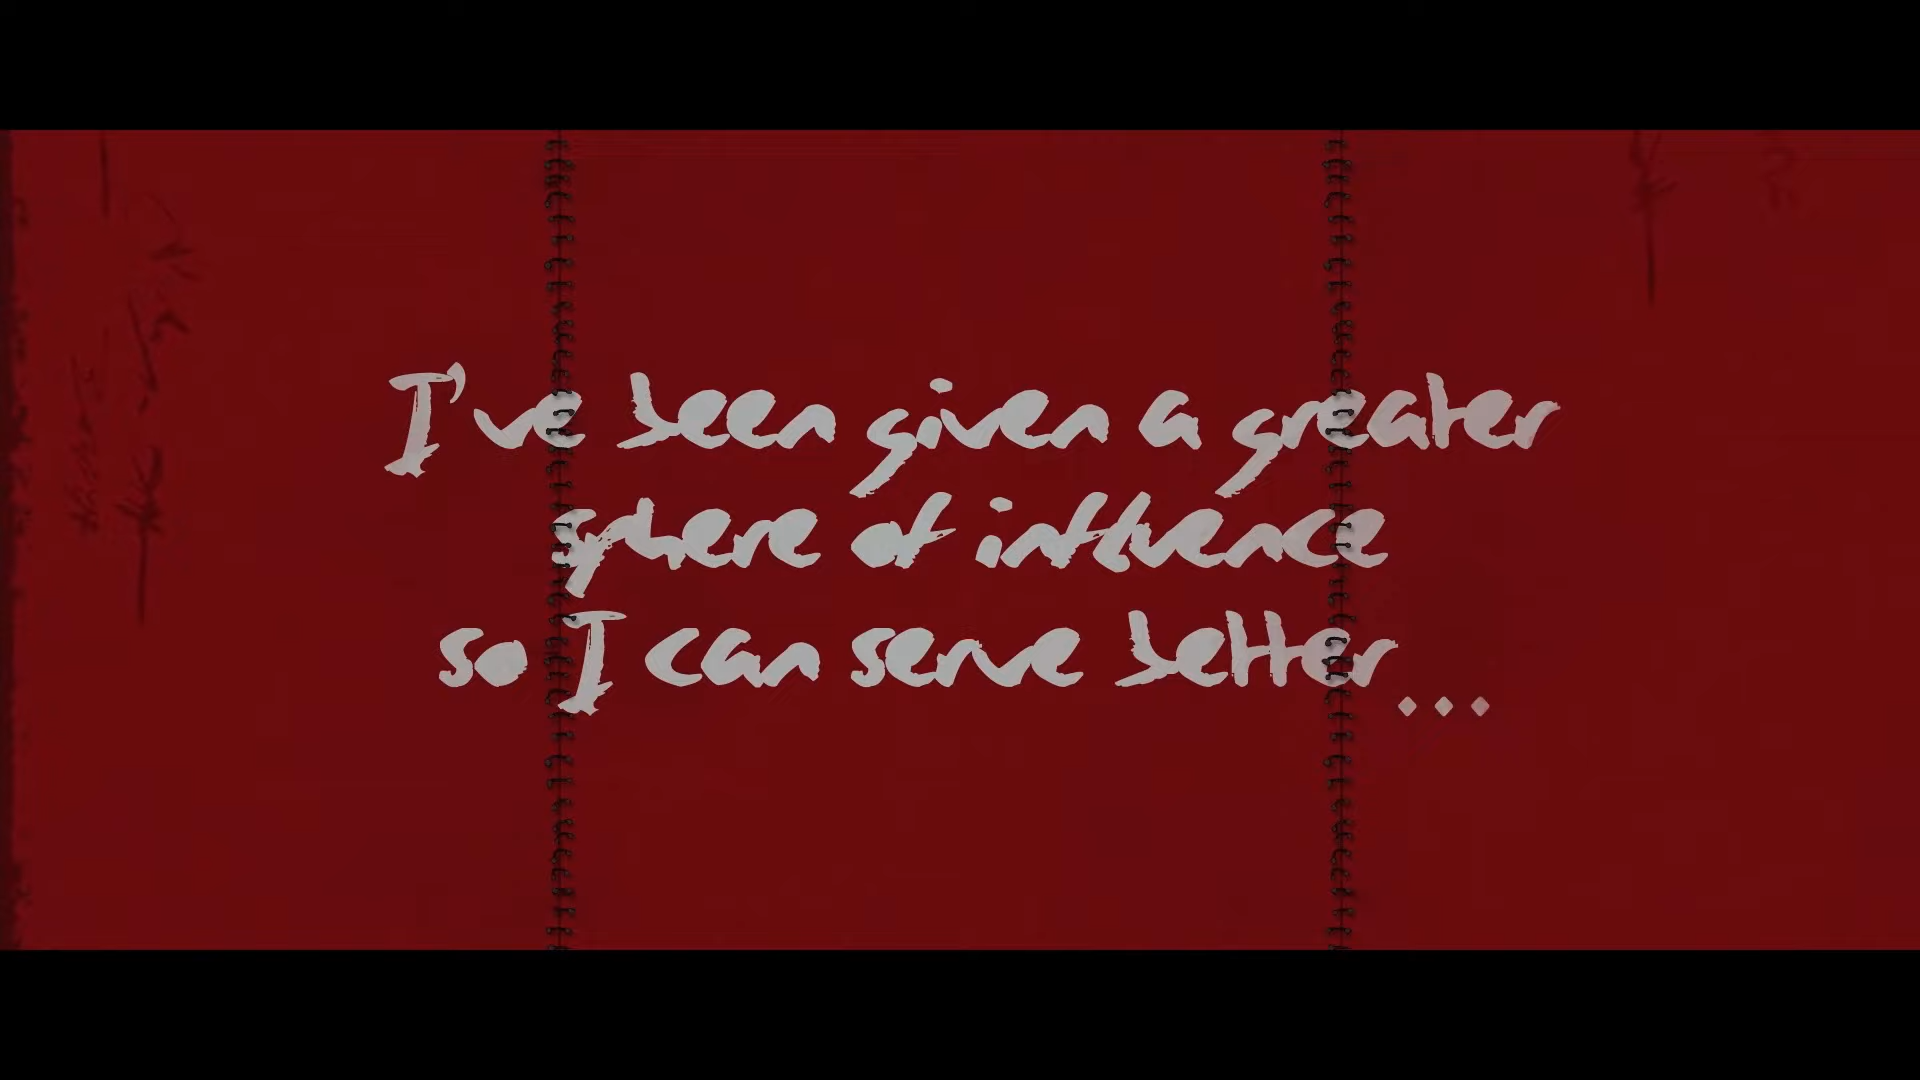 I've been given a greater
sphere of influence
so I can serve better...